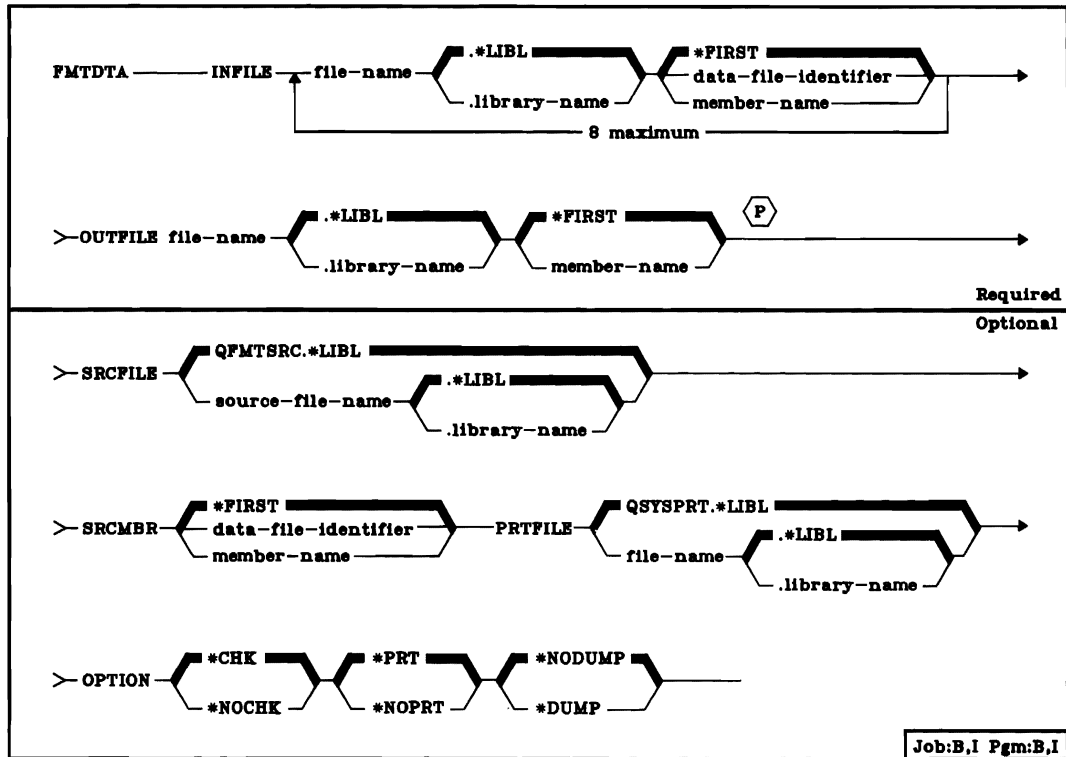 .*LIBL *FIRST
FMTDTA INFILE file-name data-file-identifier
.library-name member-name
8 maximum
.*LIBL *FIRST P
>-OUTFILE file-name
.library-name member-name
Required
Optional
QFMTSRC.*LIBL
>-SRCFILE .*LIBL
source-file-name
.library-name
*FIRST QSYSPRT.*LIBL
>-SRCMBR data-file-identifier PRTFILE .*LIBL
member-name file-name
.library-name
*CHK *PRT *NODUMP
>-OPTION
*NOCHK *NOPRT *DUMP
Job:B,I Pgm:B,I